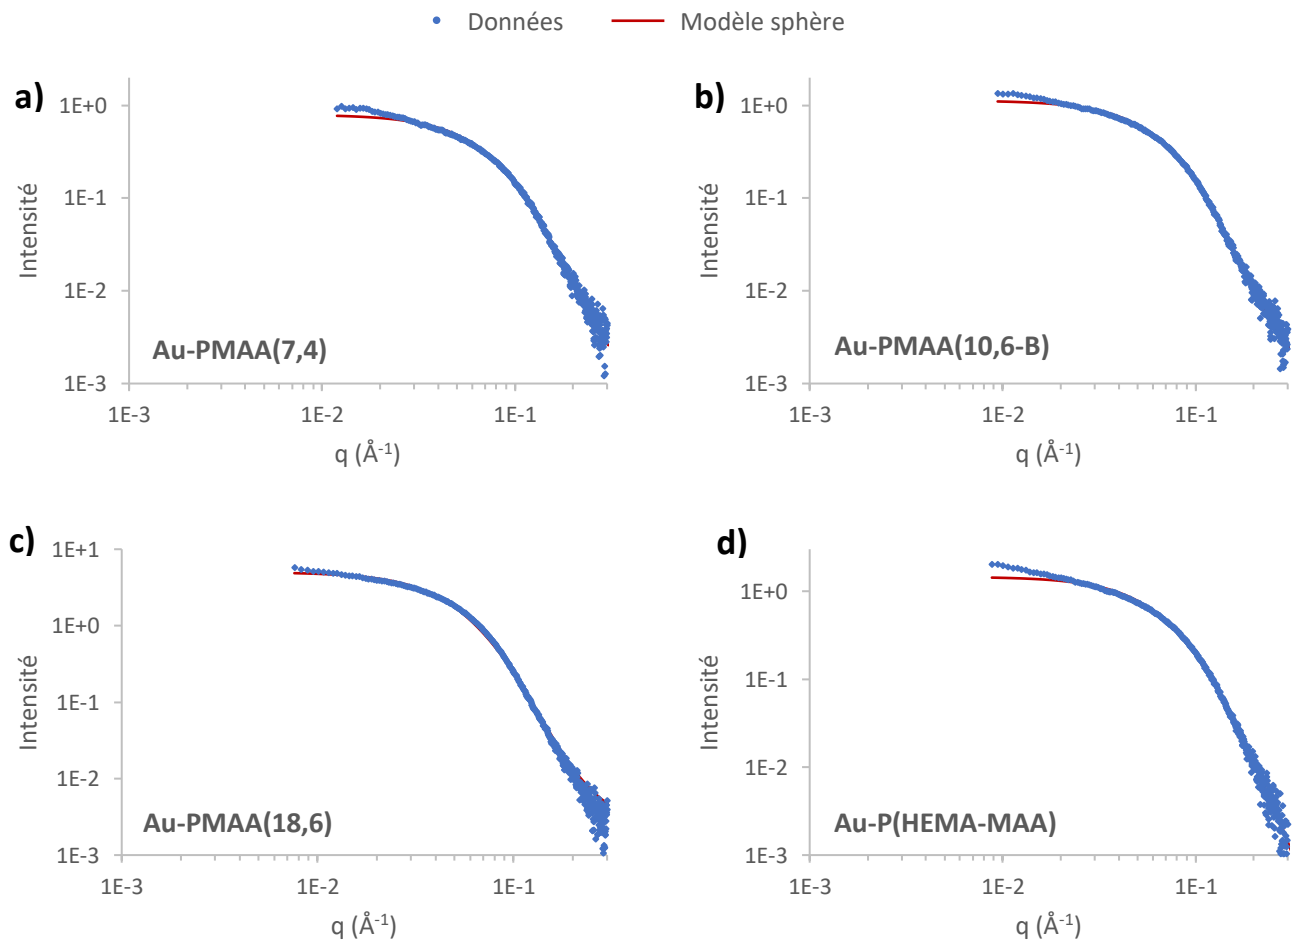 Données Modèle sphère
a)
1E+0
1E-1
1E-2
1E-3
Intensité
Au-PMAA(7,4)
1E-3 1E-2 1E-1
q (Å-1)
b)
1E+0
1E-1
1E-2
1E-3
Intensité
Au-PMAA(10,6-B)
1E-3 1E-2 1E-1
q (Å-1)
c)
1E+1
1E+0
1E-1
1E-2
1E-3
Intensité
Au-PMAA(18,6)
1E-3 1E-2 1E-1
q (Å-1)
d)
1E+0
1E-1
1E-2
1E-3
Intensité
Au-P(HEMA-MAA)
1E-3 1E-2 1E-1
q (Å-1)